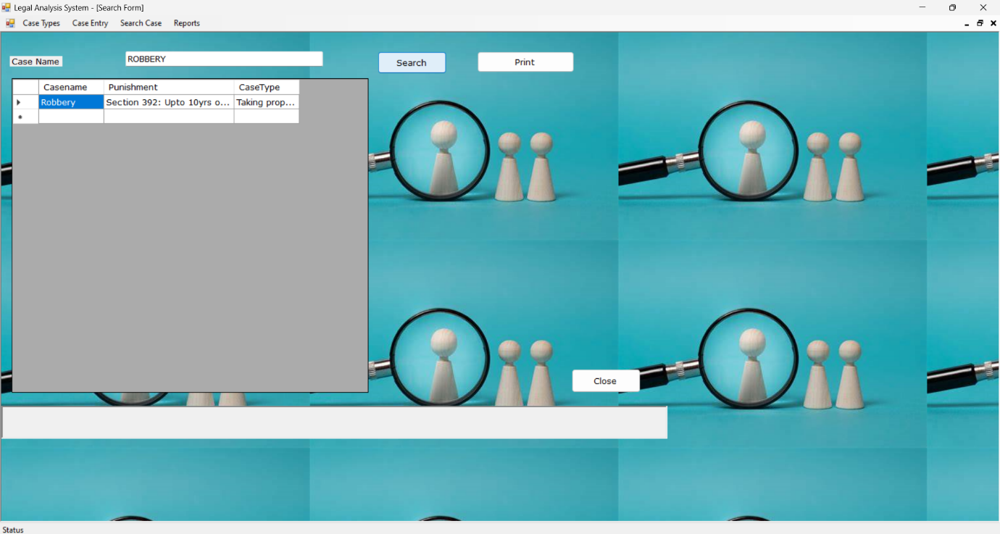 Legal Analysis System - [Search Form]
Case Types Case Entry Search Case Reports
Case Name ROBBERY Search Print
Casename Punishment CaseType
Robbery Section 392: Upto 10yrs o... Taking prop...
Close
Status